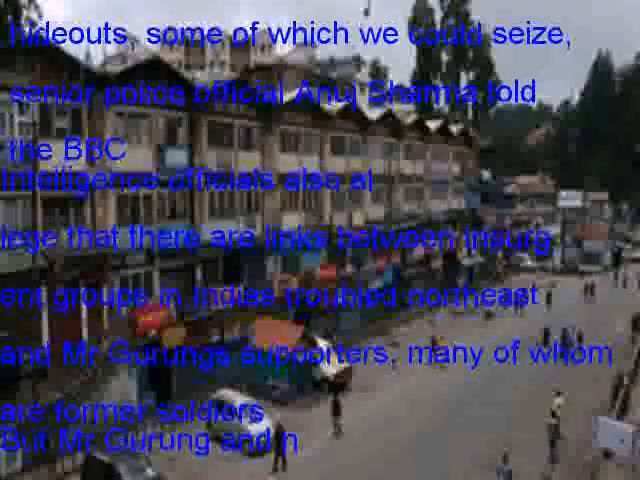 hideouts, some of which we could seize,
senior police official Anuj Sharma told
the BBC
Intelligence officials also al
lege that there are links between insurg
ent groups in Indias troubled northeast
and Mr Gurungs supporters, many of whom
are former soldiers
But Mr Gurung and n